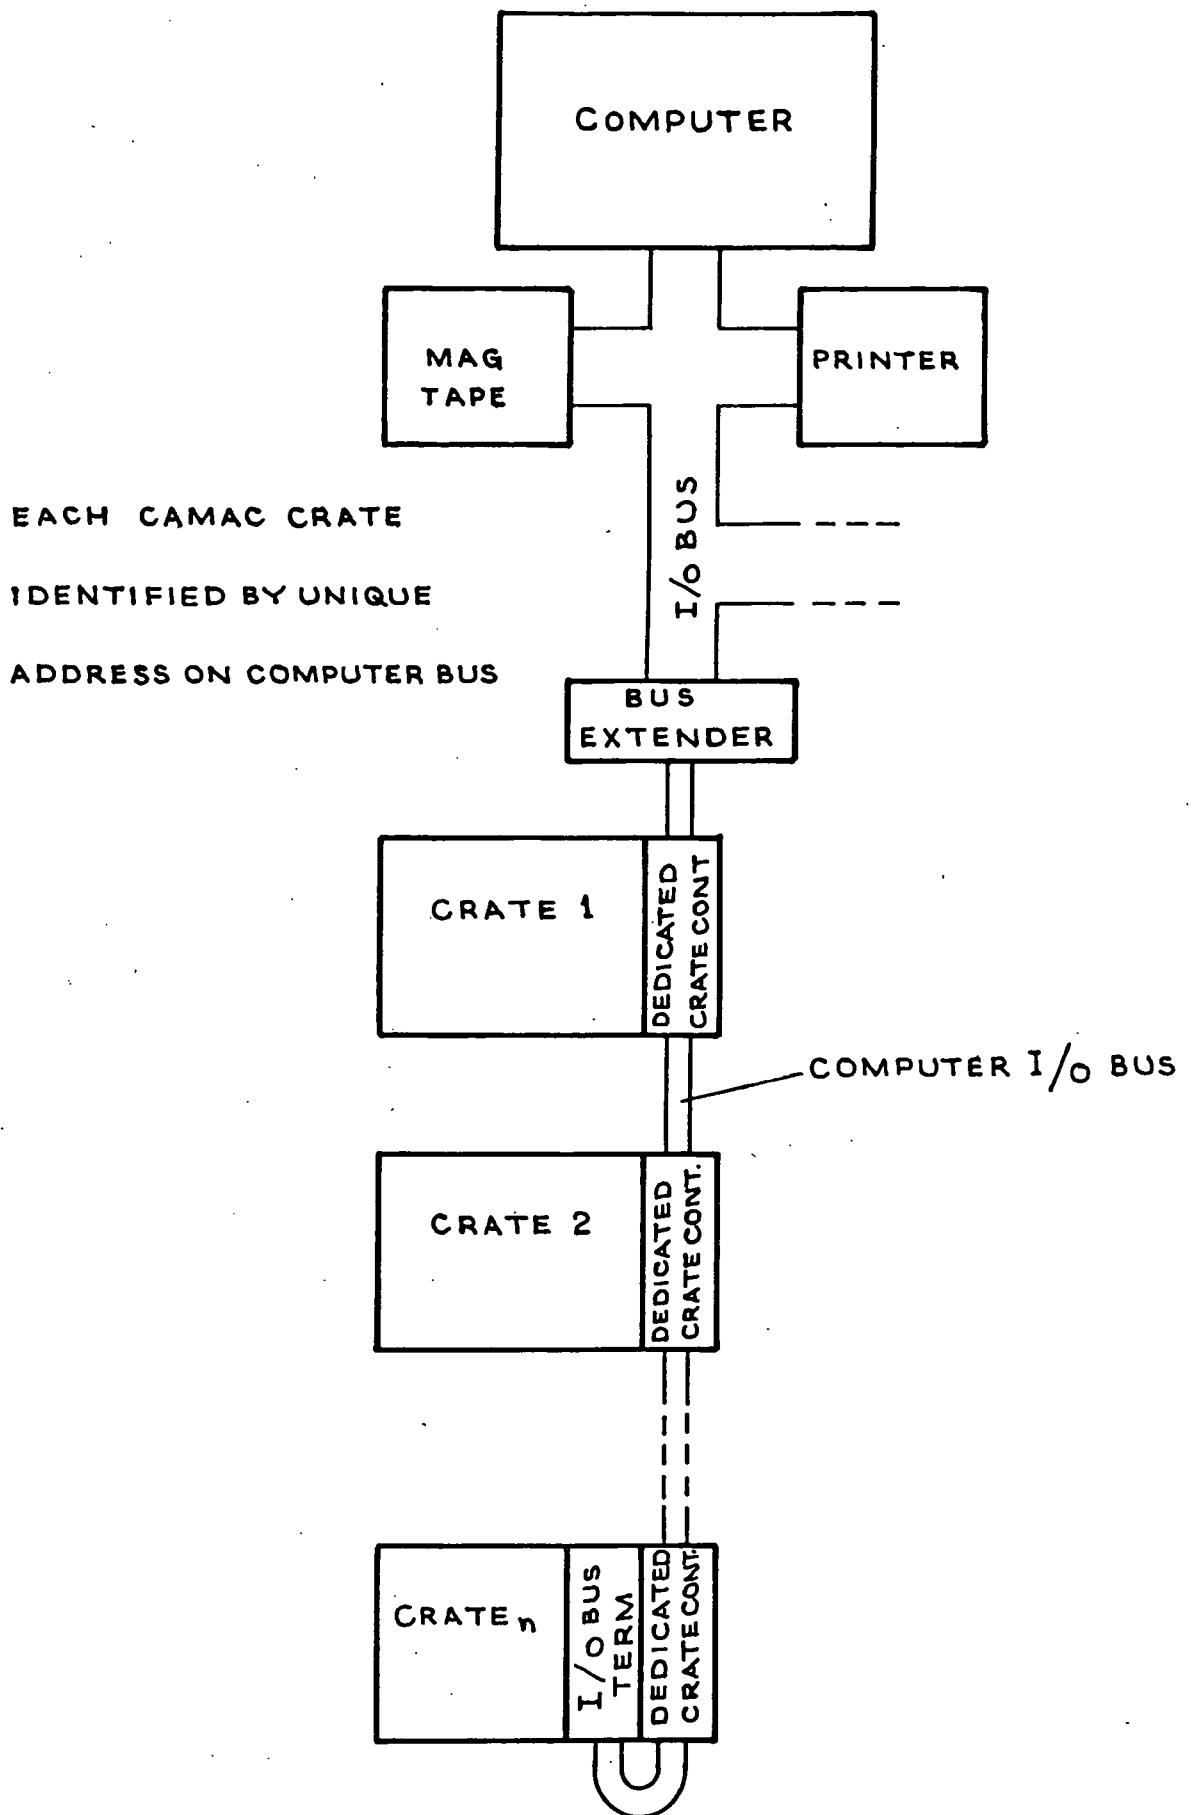 COMPUTER
MAG
TAPE
PRINTER
I/O BUS
EACH CAMAC CRATE
IDENTIFIED BY UNIQUE
ADDRESS ON COMPUTER BUS
BUS
EXTENDER
CRATE 1
DEDICATED
CRATE CONT
COMPUTER I/O BUS
CRATE 2
DEDICATED
CRATE CONT.
CRATE n
I/O BUS
TERM
DEDICATED
CRATE CONT.